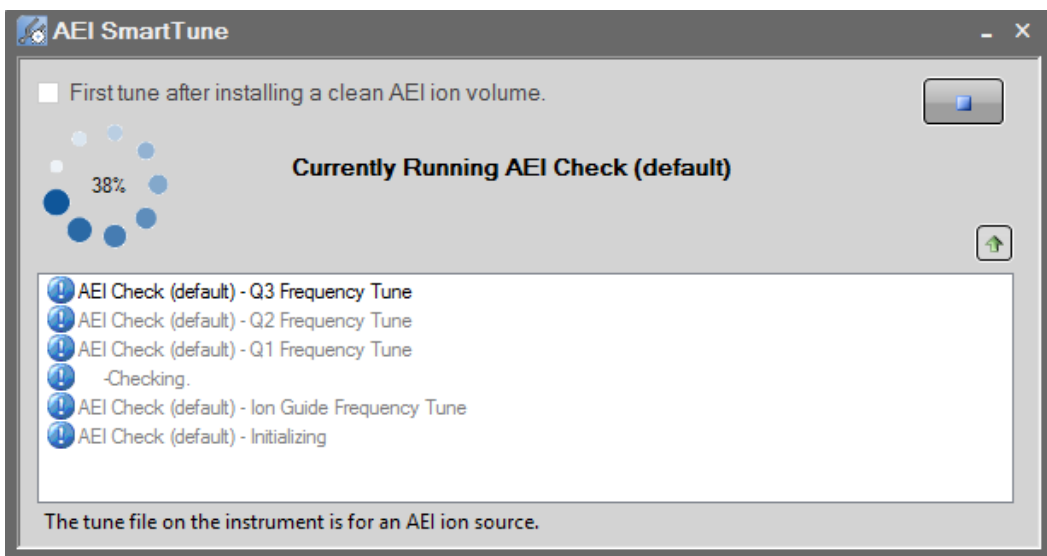 AEI SmartTune
First tune after installing a clean AEI ion volume.
38%
Currently Running AEI Check (default)
AEI Check (default) - Q3 Frequency Tune
AEI Check (default) - Q2 Frequency Tune
AEI Check (default) - Q1 Frequency Tune
-Checking.
AEI Check (default) - Ion Guide Frequency Tune
AEI Check (default) - Initializing
The tune file on the instrument is for an AEI ion source.